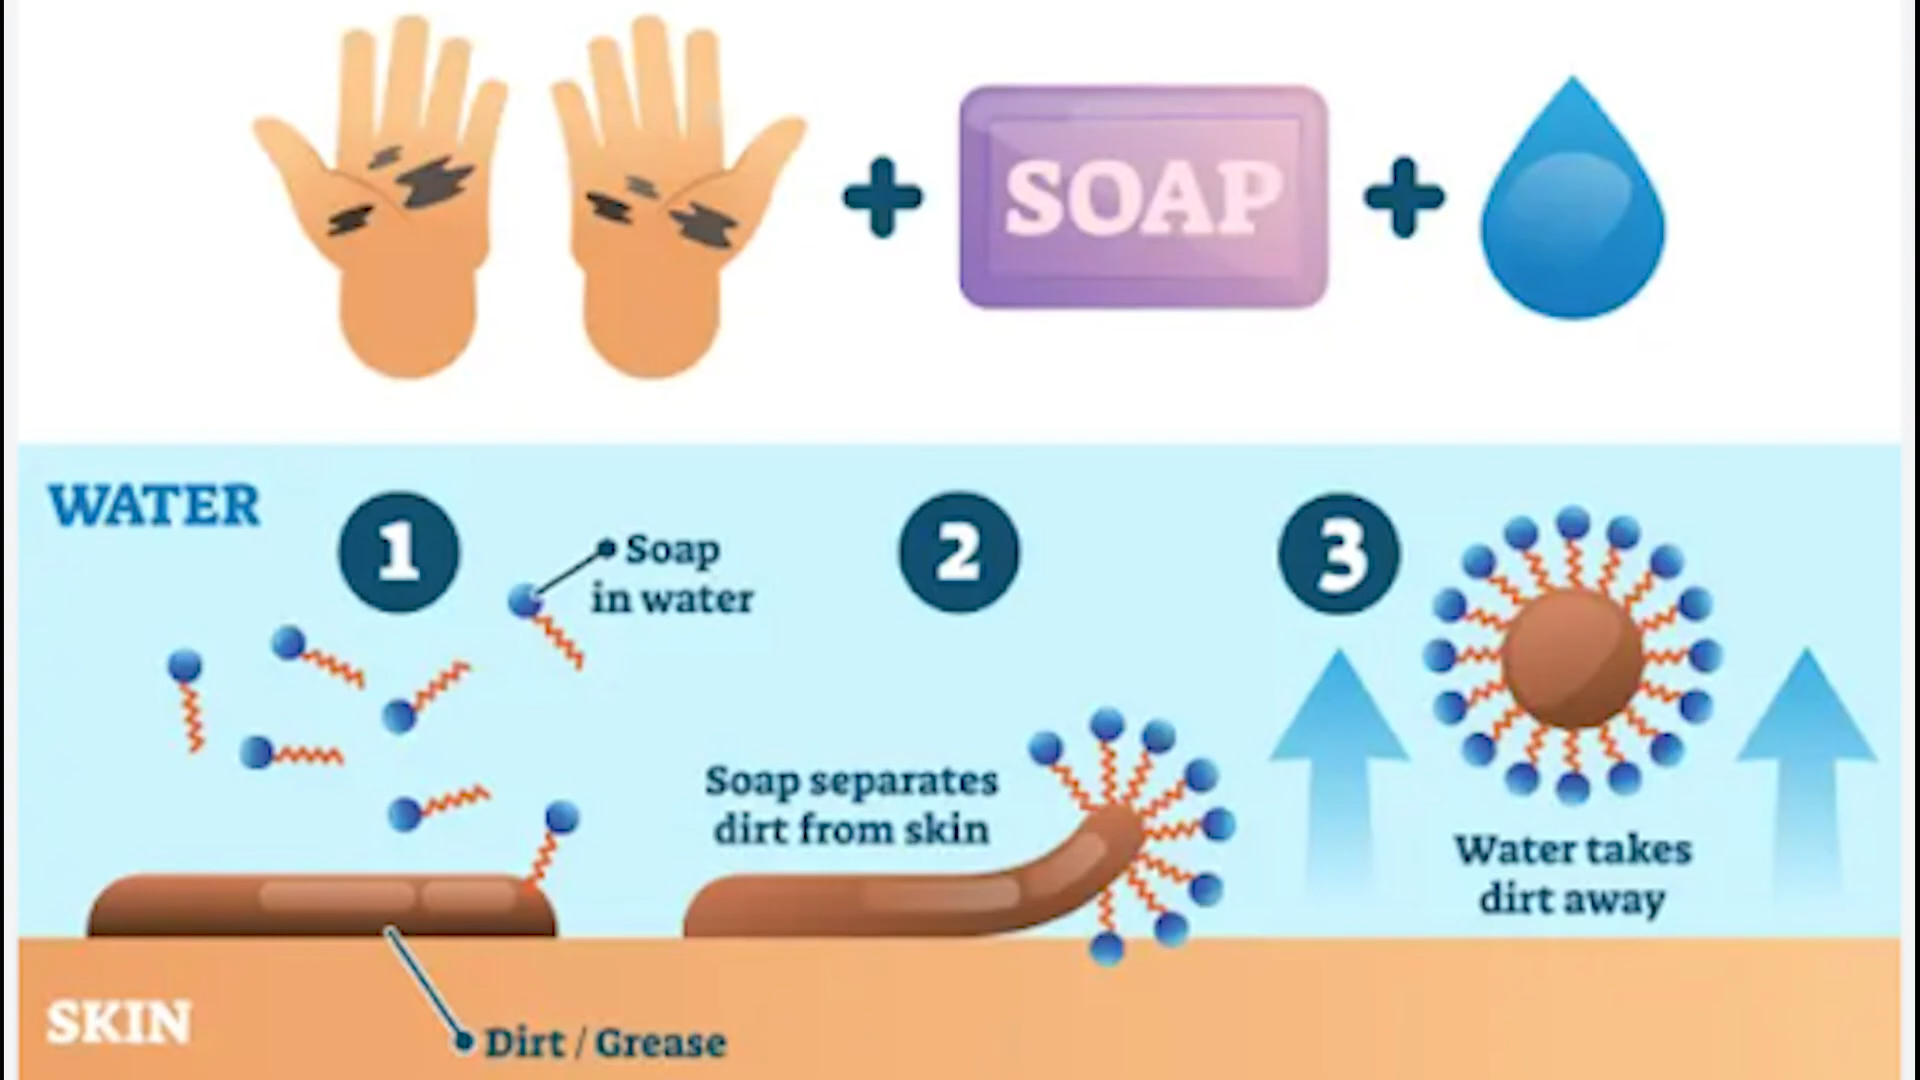 SOAP
WATER
1
Soap
in water
2
3
Soap separates
dirt from skin
Water takes
dirt away
SKIN
Dirt / Grease